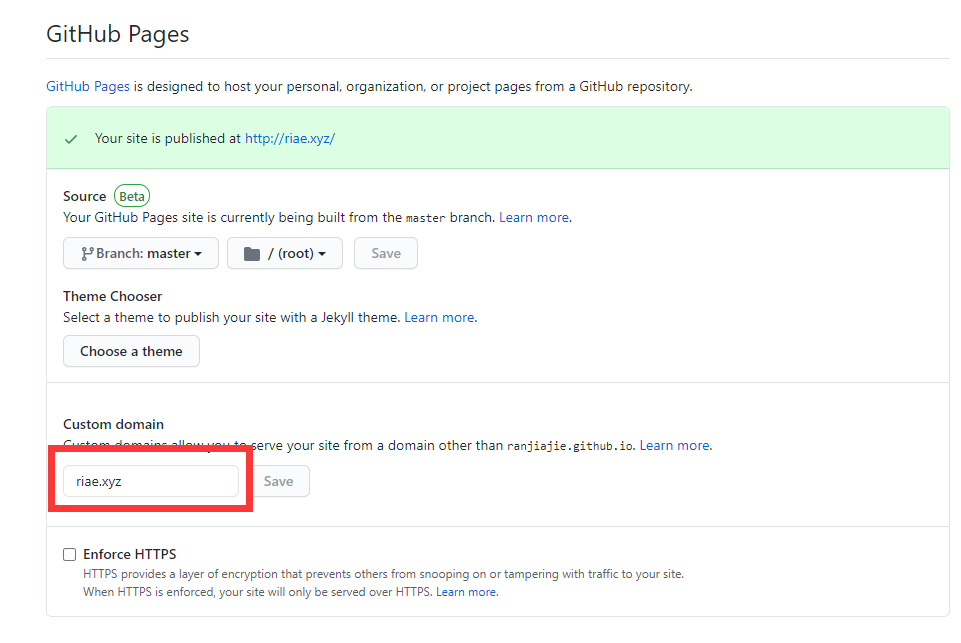 GitHub Pages
GitHub Pages is designed to host your personal, organization, or project pages from a GitHub repository.
Your site is published at http://riae.xyz/
Source Beta
Your GitHub Pages site is currently being built from the master branch. Learn more.
Branch: master / (root) Save
Theme Chooser
Select a theme to publish your site with a Jekyll theme. Learn more.
Choose a theme
Custom domain
Custom domains allow you to serve your site from a domain other than ranjiajie.github.io. Learn more.
riae.xyz Save
Enforce HTTPS
HTTPS provides a layer of encryption that prevents others from snooping on or tampering with traffic to your site.
When HTTPS is enforced, your site will only be served over HTTPS. Learn more.